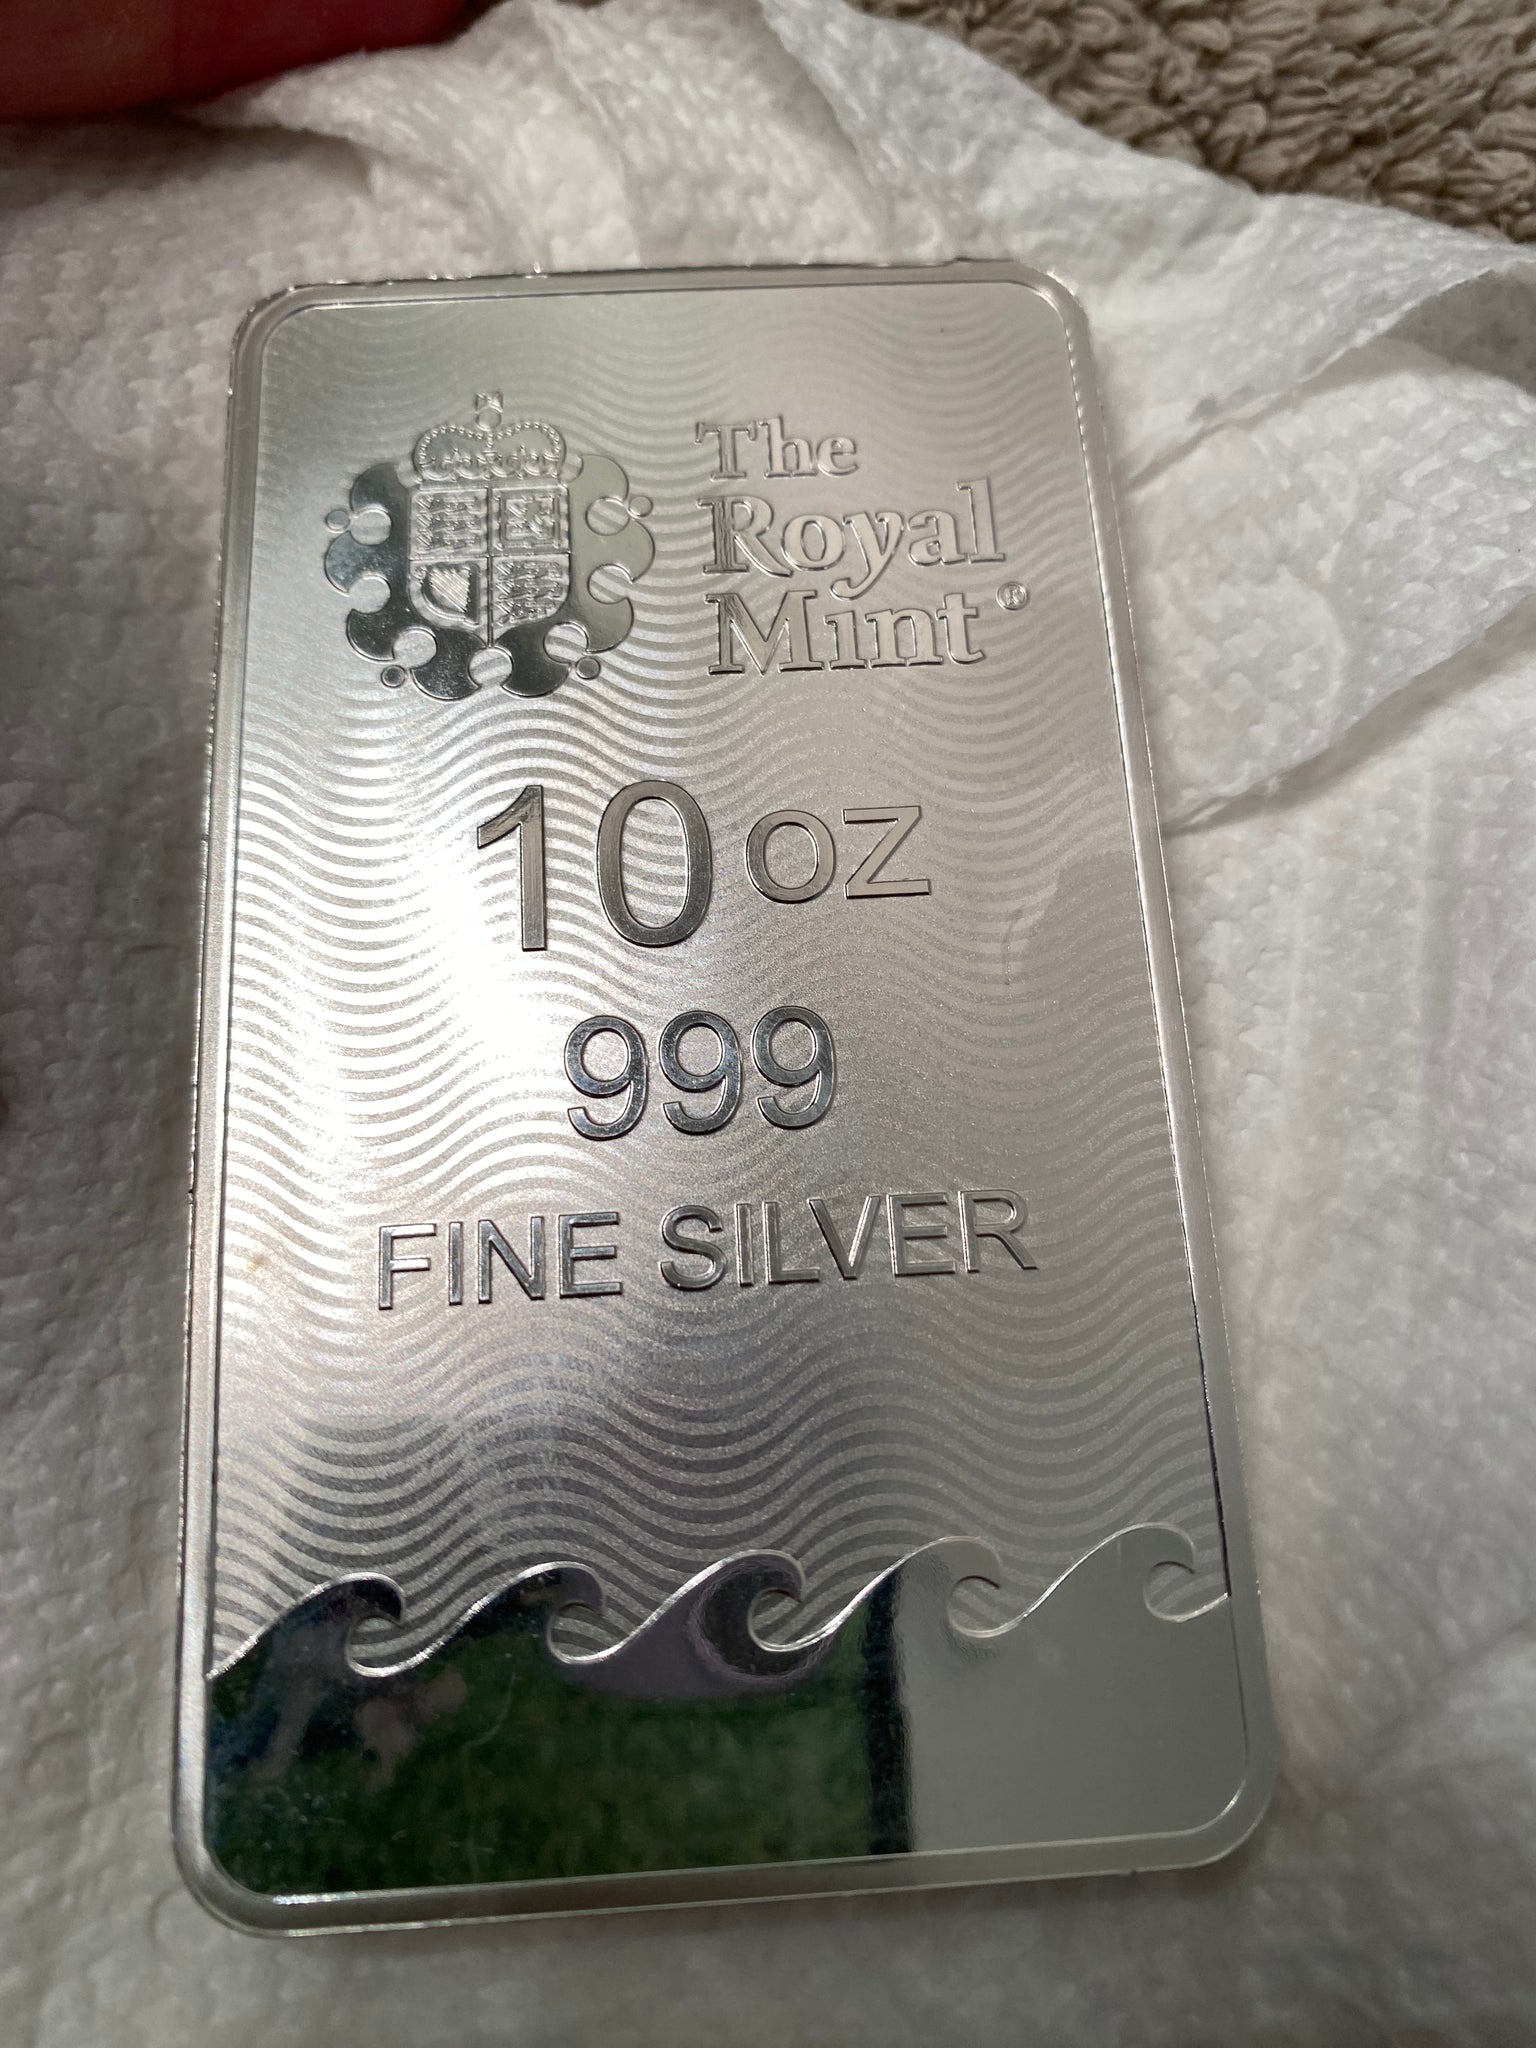 The
Royal
Mint®
10 oz
999
FINE SILVER